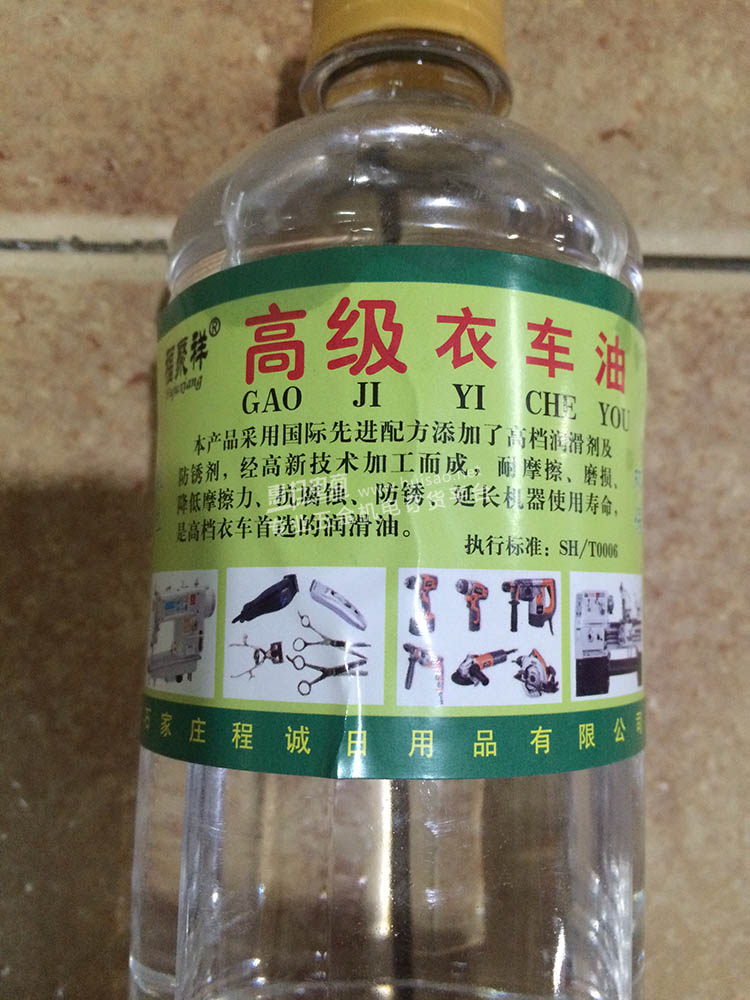 福聚祥®
Fujuxiang
高级衣车油
GAO JI YI CHE YOU
本产品采用国际先进配方添加了高档润滑剂及
防锈剂，经高新技术加工而成，耐摩擦、磨损、
降低摩擦力、抗腐蚀、防锈、延长机器使用寿命，
是高档衣车首选的润滑油。
执行标准：SH/T0006
石家庄程诚日用品有限公司